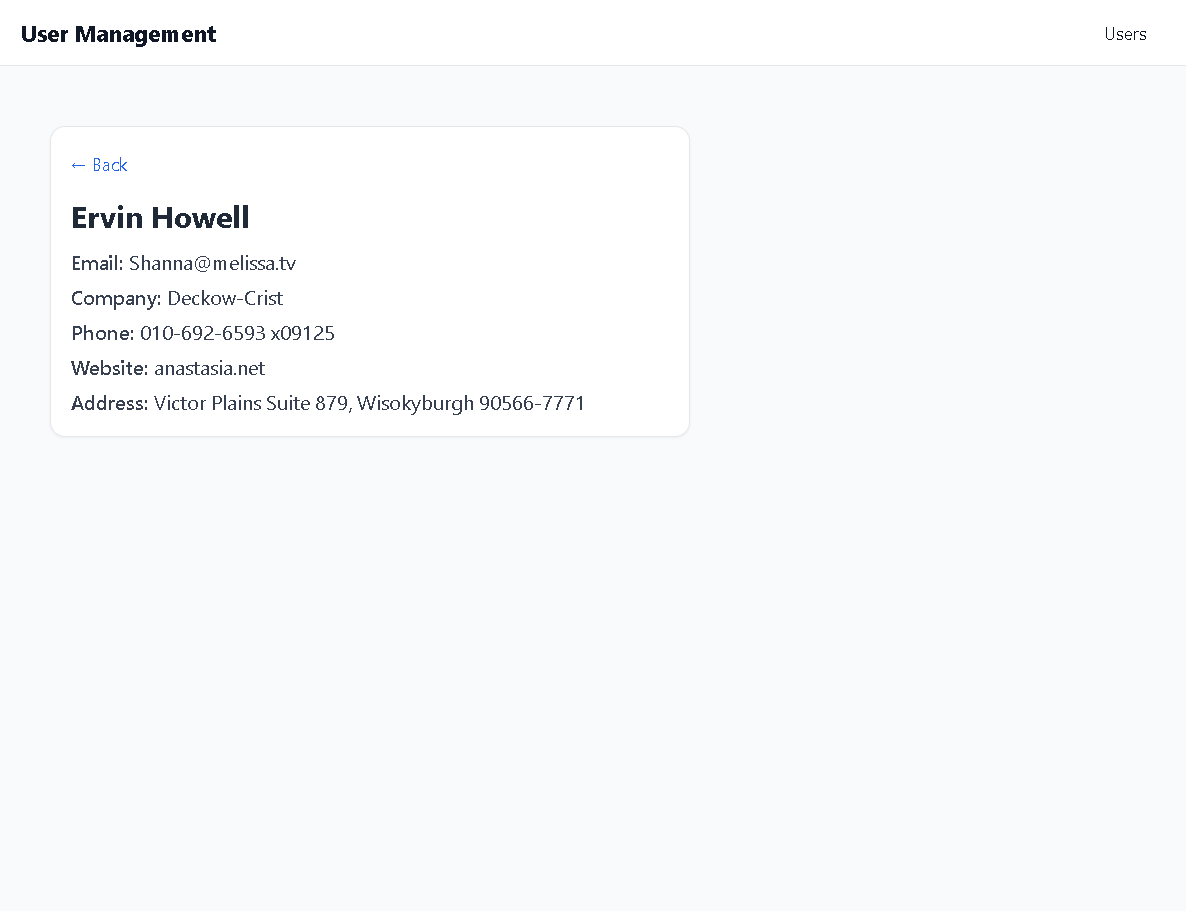 User Management
Users
← Back
Ervin Howell
Email: Shanna@melissa.tv
Company: Deckow-Crist
Phone: 010-692-6593 x09125
Website: anastasia.net
Address: Victor Plains Suite 879, Wisokyburgh 90566-7771